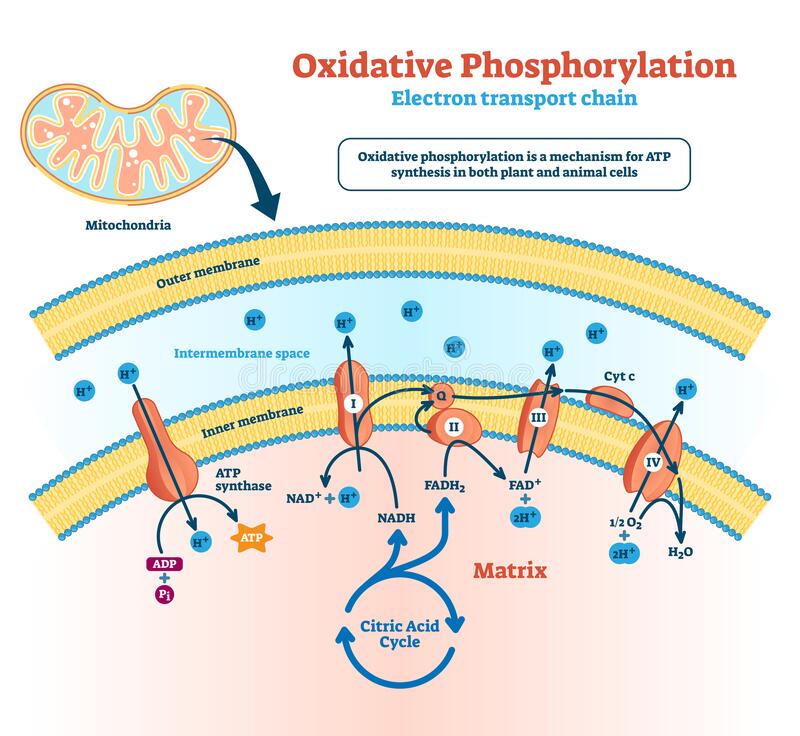 Oxidative Phosphorylation
Electron transport chain
Oxidative phosphorylation is a mechanism for ATP
synthesis in both plant and animal cells
Mitochondria
Outer membrane
H⁺
H⁺
H⁺
H⁺
H⁺
Intermembrane space
H⁺
H⁺
H⁺
Cyt c
H⁺
Inner membrane
I
Q
II
III
IV
ATP
synthase
NAD⁺ + H⁺
FADH₂
FAD⁺
+
2H⁺
NADH
1/2 O₂
+
2H⁺
H₂O
H⁺
ATP
ADP
+
Pi
Matrix
Citric Acid
Cycle